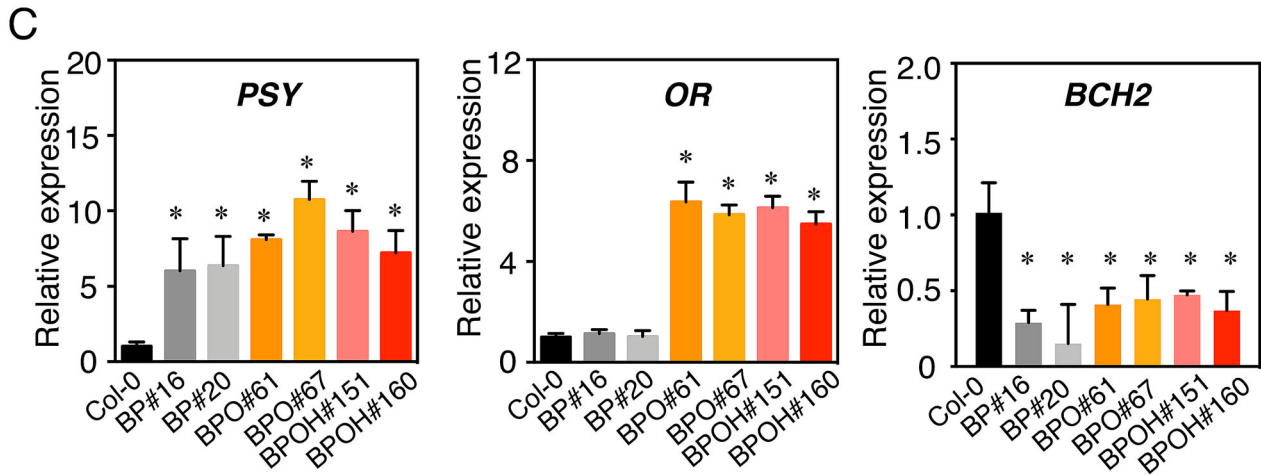 C
PSY
Relative expression
20
15
10
5
0
*
*
*
*
*
*
Col-0
BP#16
BP#20
BPO#61
BPO#67
BPOH#151
BPOH#160
OR
Relative expression
12
8
4
0
*
*
*
*
Col-0
BP#16
BP#20
BPO#61
BPO#67
BPOH#151
BPOH#160
BCH2
Relative expression
2.0
1.5
1.0
0.5
0
*
*
*
*
*
*
Col-0
BP#16
BP#20
BPO#61
BPO#67
BPOH#151
BPOH#160